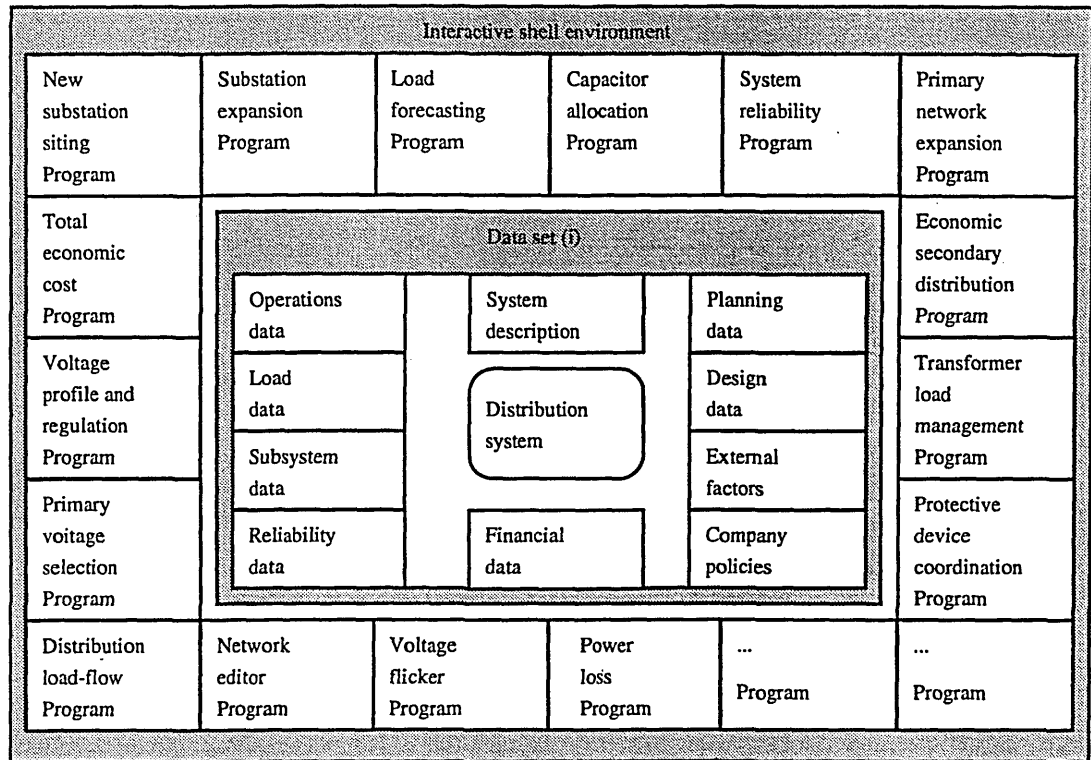 Interactive shell environment
New
substation
siting
Program
Substation
expansion
Program
Load
forecasting
Program
Capacitor
allocation
Program
System
reliability
Program
Primary
network
expansion
Program
Total
economic
cost
Program
Data set (i)
Economic
secondary
distribution
Program
Operations
data
System
description
Planning
data
Voltage
profile and
regulation
Program
Load
data
Distribution
system
Design
data
Transformer
load
management
Program
Subsystem
data
External
factors
Primary
voitage
selection
Program
Reliability
data
Financial
data
Company
policies
Protective
device
coordination
Program
Distribution
load-flow
Program
Network
editor
Program
Voltage
flicker
Program
Power
loss
Program
...
Program
...
Program